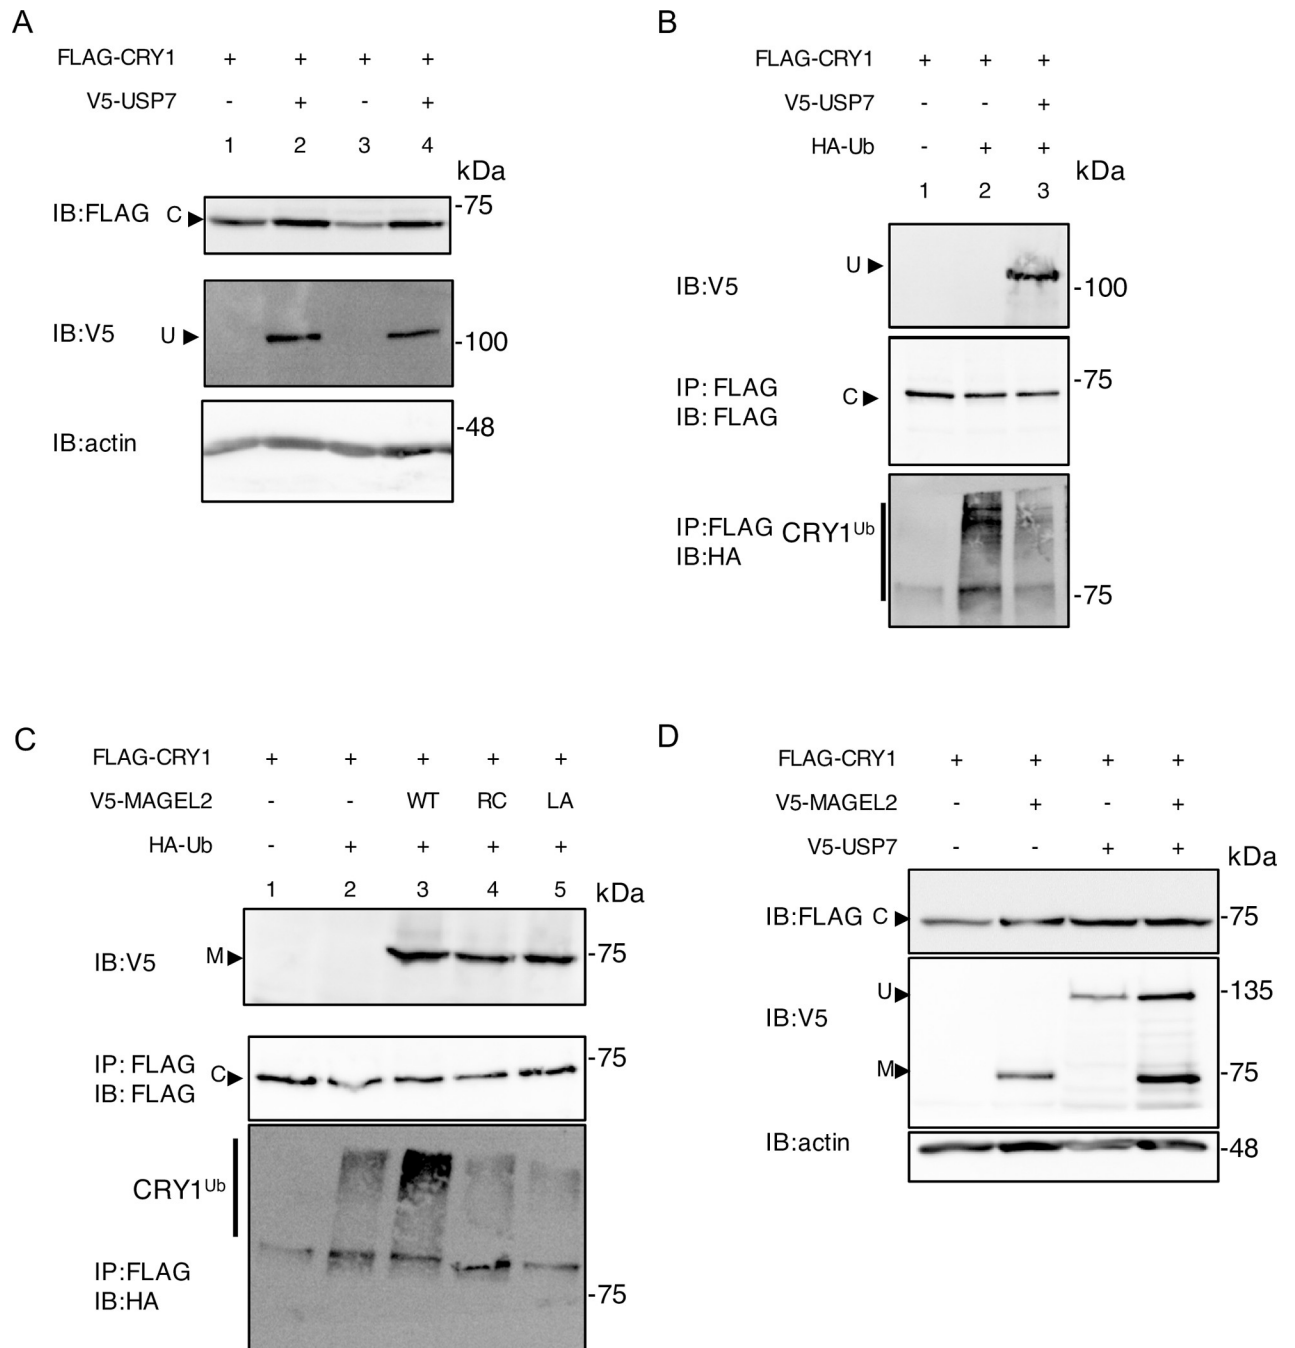 A
FLAG-CRY1 + + + +
V5-USP7 - + - +
1 2 3 4
kDa
IB:FLAG C -75
IB:V5 U -100
IB:actin -48
B
FLAG-CRY1 + + +
V5-USP7 - - +
HA-Ub - + +
1 2 3
kDa
IB:V5 U -100
IP: FLAG
IB: FLAG
C -75
IP:FLAG
IB:HA
CRY1Ub
-75
C
FLAG-CRY1 + + + + +
V5-MAGEL2 - - WT RC LA
HA-Ub - + + + +
1 2 3 4 5 kDa
IB:V5 M -75
IP: FLAG
IB: FLAG
C -75
CRY1Ub
IP:FLAG
IB:HA
-75
D
FLAG-CRY1 + + + +
V5-MAGEL2 - + - +
V5-USP7 - - + +
kDa
IB:FLAG C -75
U -135
IB:V5
M -75
IB:actin -48